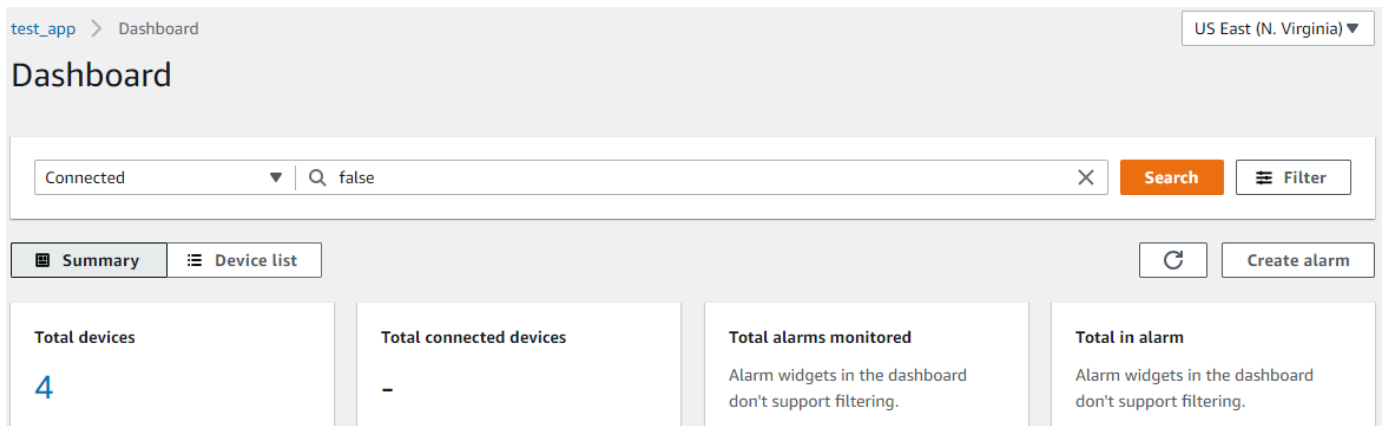 test_app > Dashboard
US East (N. Virginia)
Dashboard
Connected
false
Search
Filter
Summary
Device list
Create alarm
Total devices
4
Total connected devices
-
Total alarms monitored
Alarm widgets in the dashboard
don't support filtering.
Total in alarm
Alarm widgets in the dashboard
don't support filtering.